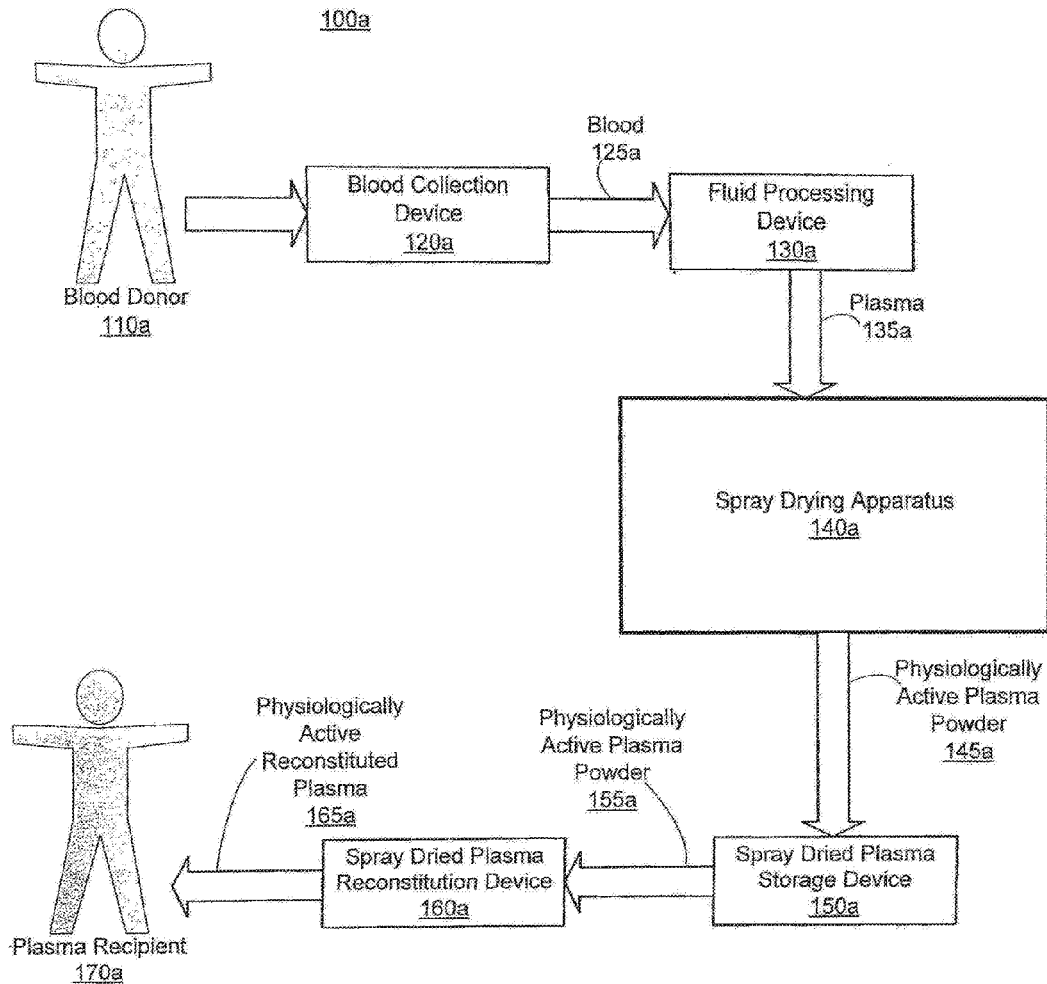 100a
Blood
125a
Blood Collection
Device
120a
Fluid Processing
Device
130a
Blood Donor
110a
Plasma
135a
Spray Drying Apparatus
140a
Physiologically
Active Plasma
Powder
145a
Physiologically
Active
Reconstituted
Plasma
165a
Physiologically
Active Plasma
Powder
155a
Spray Dried Plasma
Reconstitution Device
160a
Spray Dried Plasma
Storage Device
150a
Plasma Recipient
170a